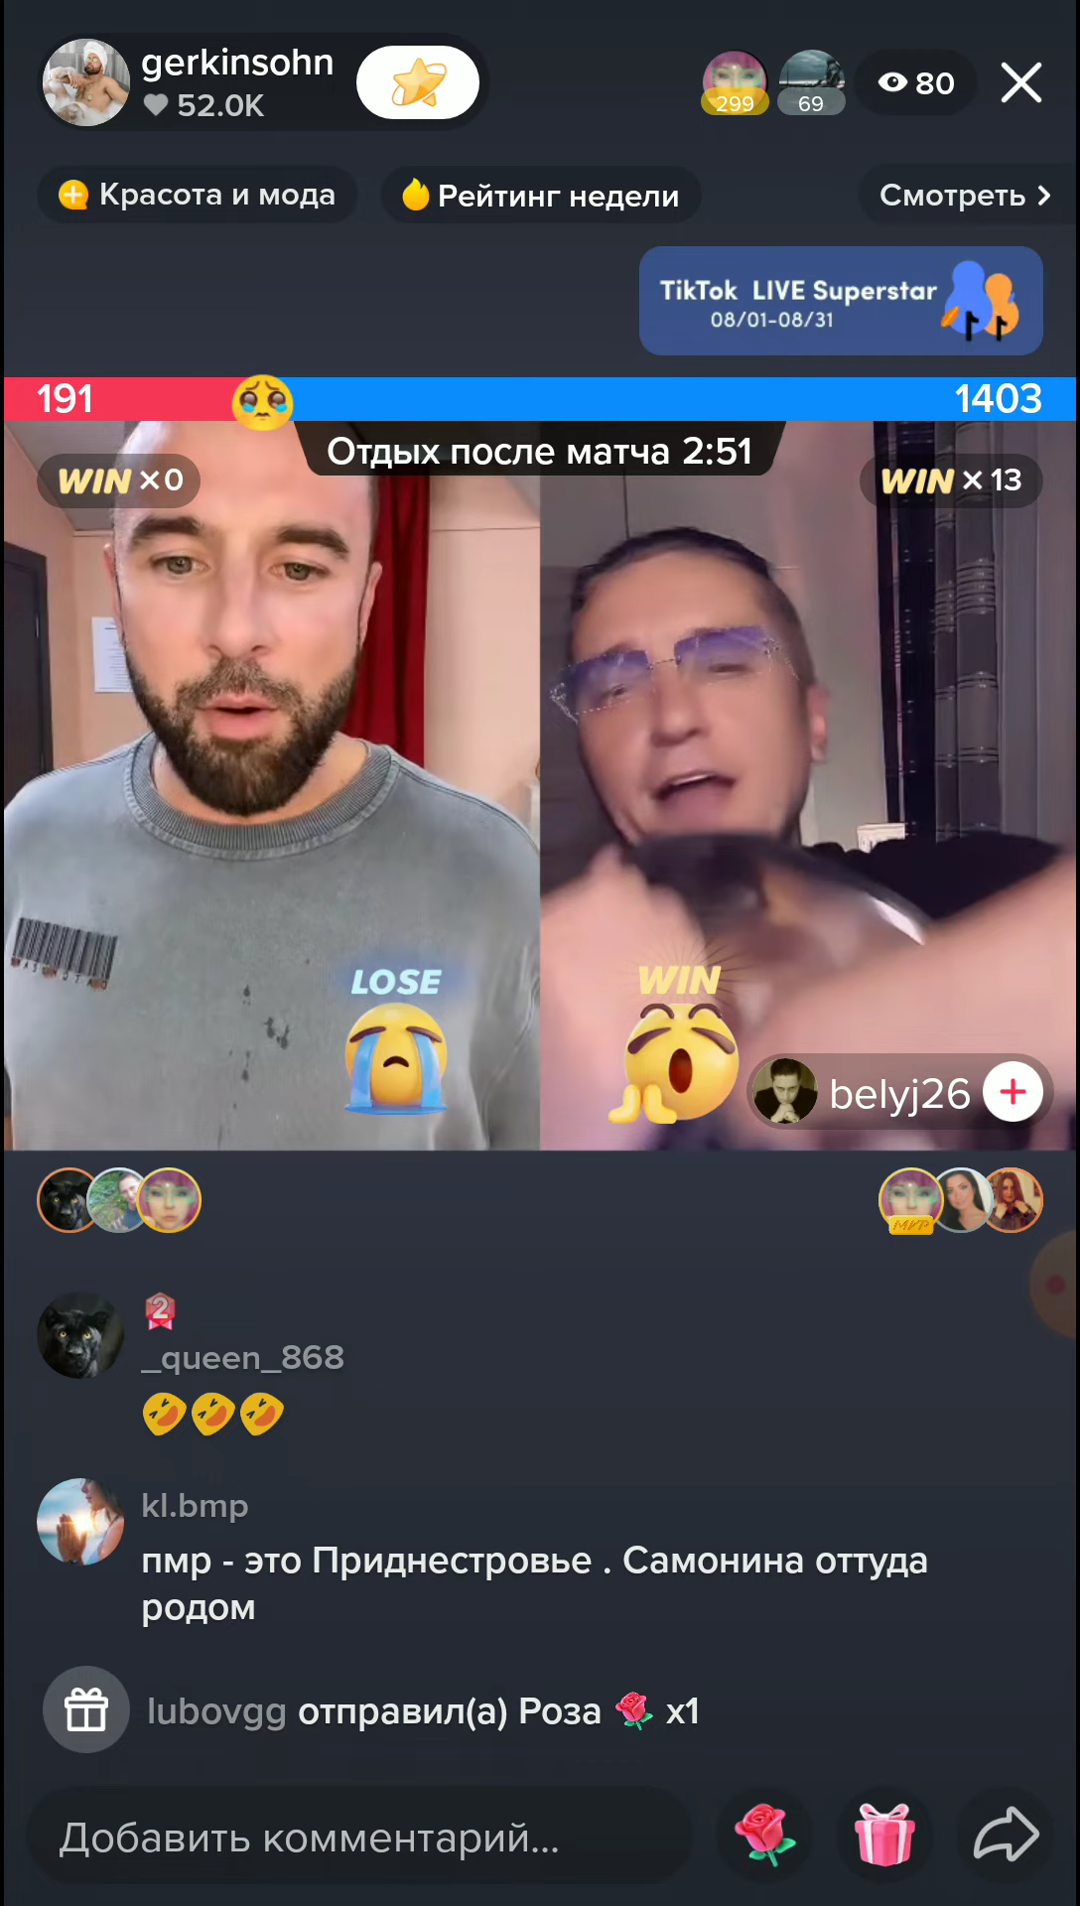 gerkinsohn
52.0K
299
69
80
Красота и мода
Рейтинг недели
Смотреть
TikTok LIVE Superstar
08/01-08/31
191
1403
Отдых после матча 2:51
WIN ×0
WIN × 13
LOSE
WIN
belyj26
2
_queen_868
kl.bmp
пмр - это Приднестровье . Самонина оттуда
родом
lubovgg отправил(а) Роза 🌹 x1
Добавить комментарий...